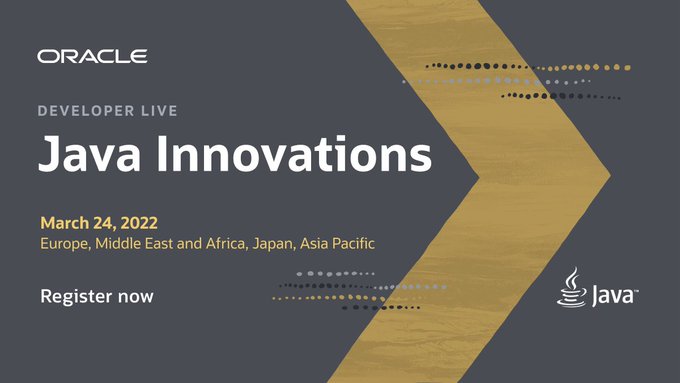 ORACLE
DEVELOPER LIVE
Java Innovations
March 24, 2022
Europe, Middle East and Africa, Japan, Asia Pacific
Register now
Java™